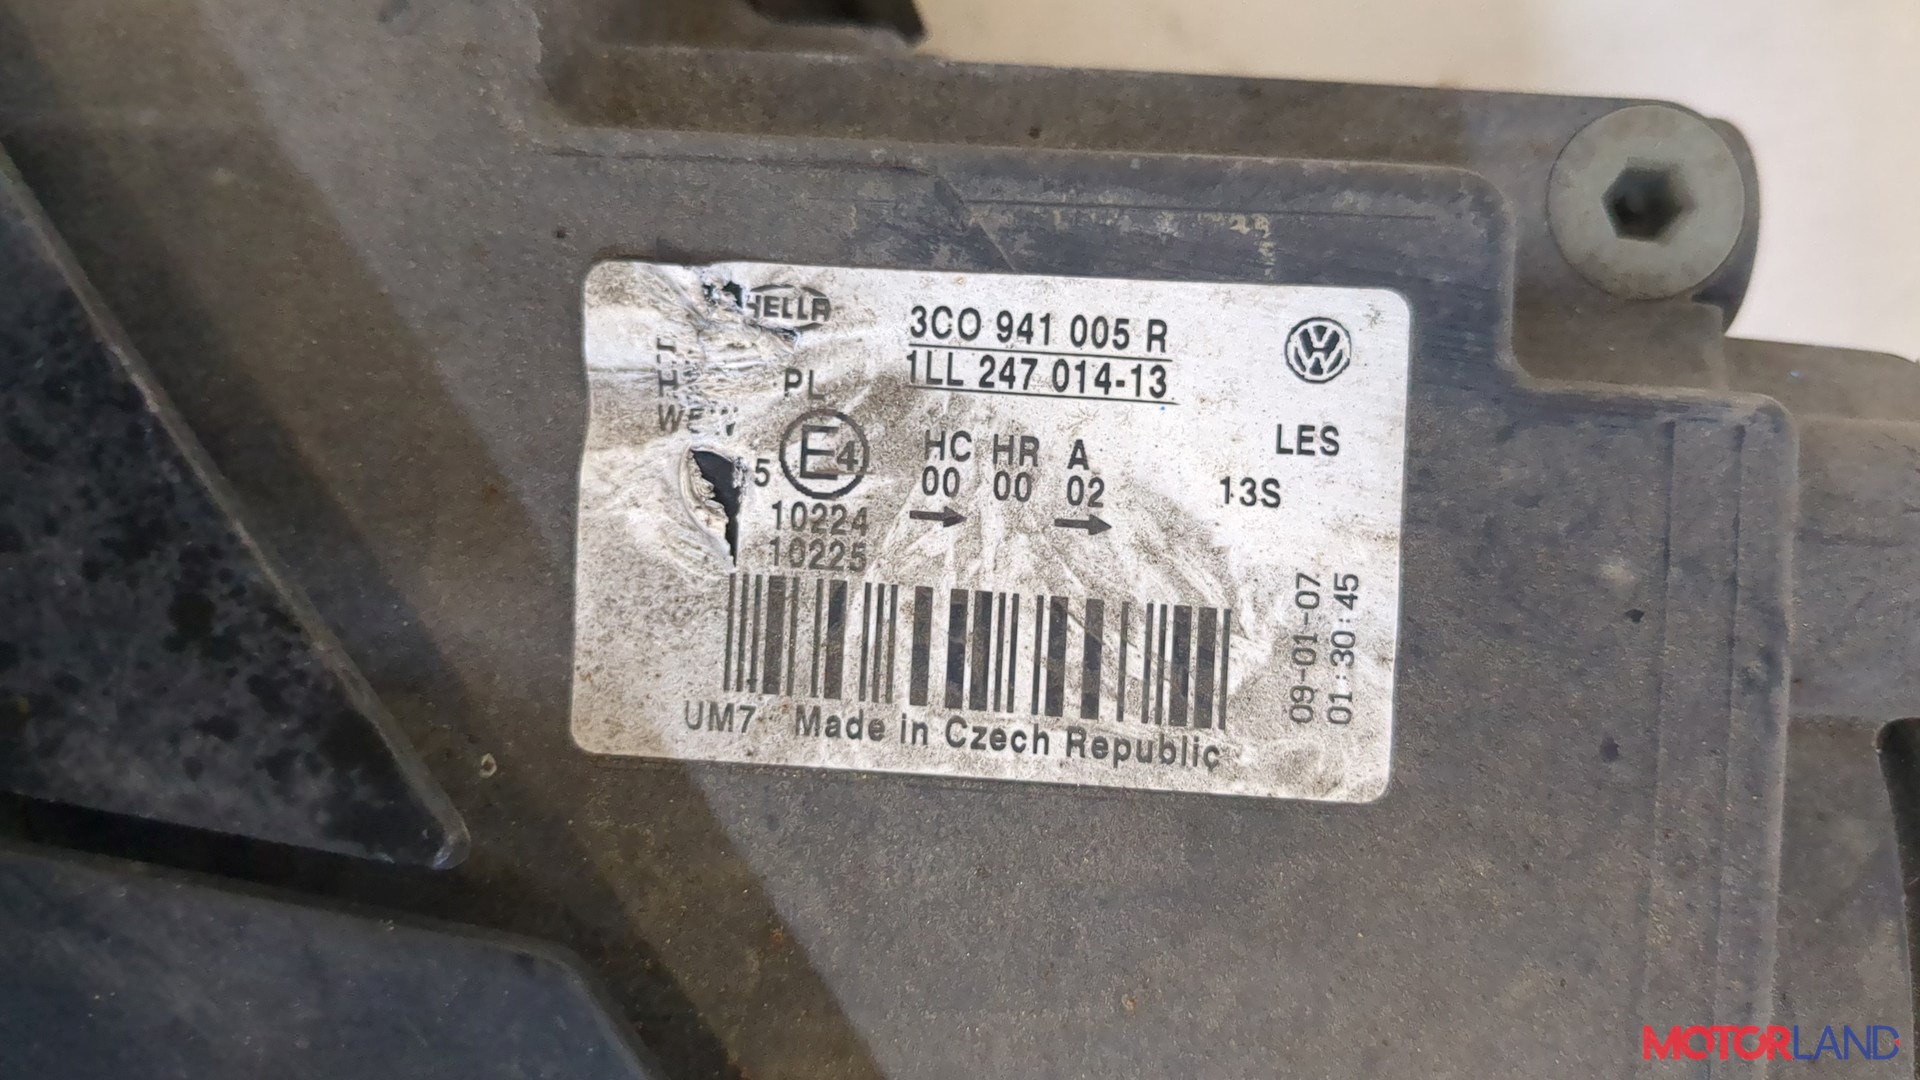 HELLA
3C0 941 005 R
1LL 247 014-13
PL
E4
5
HC HR A
00 00 02
LES
13S
10224
10225
09-01-07
01:30:45
UM7 Made in Czech Republic
MOTORLAND